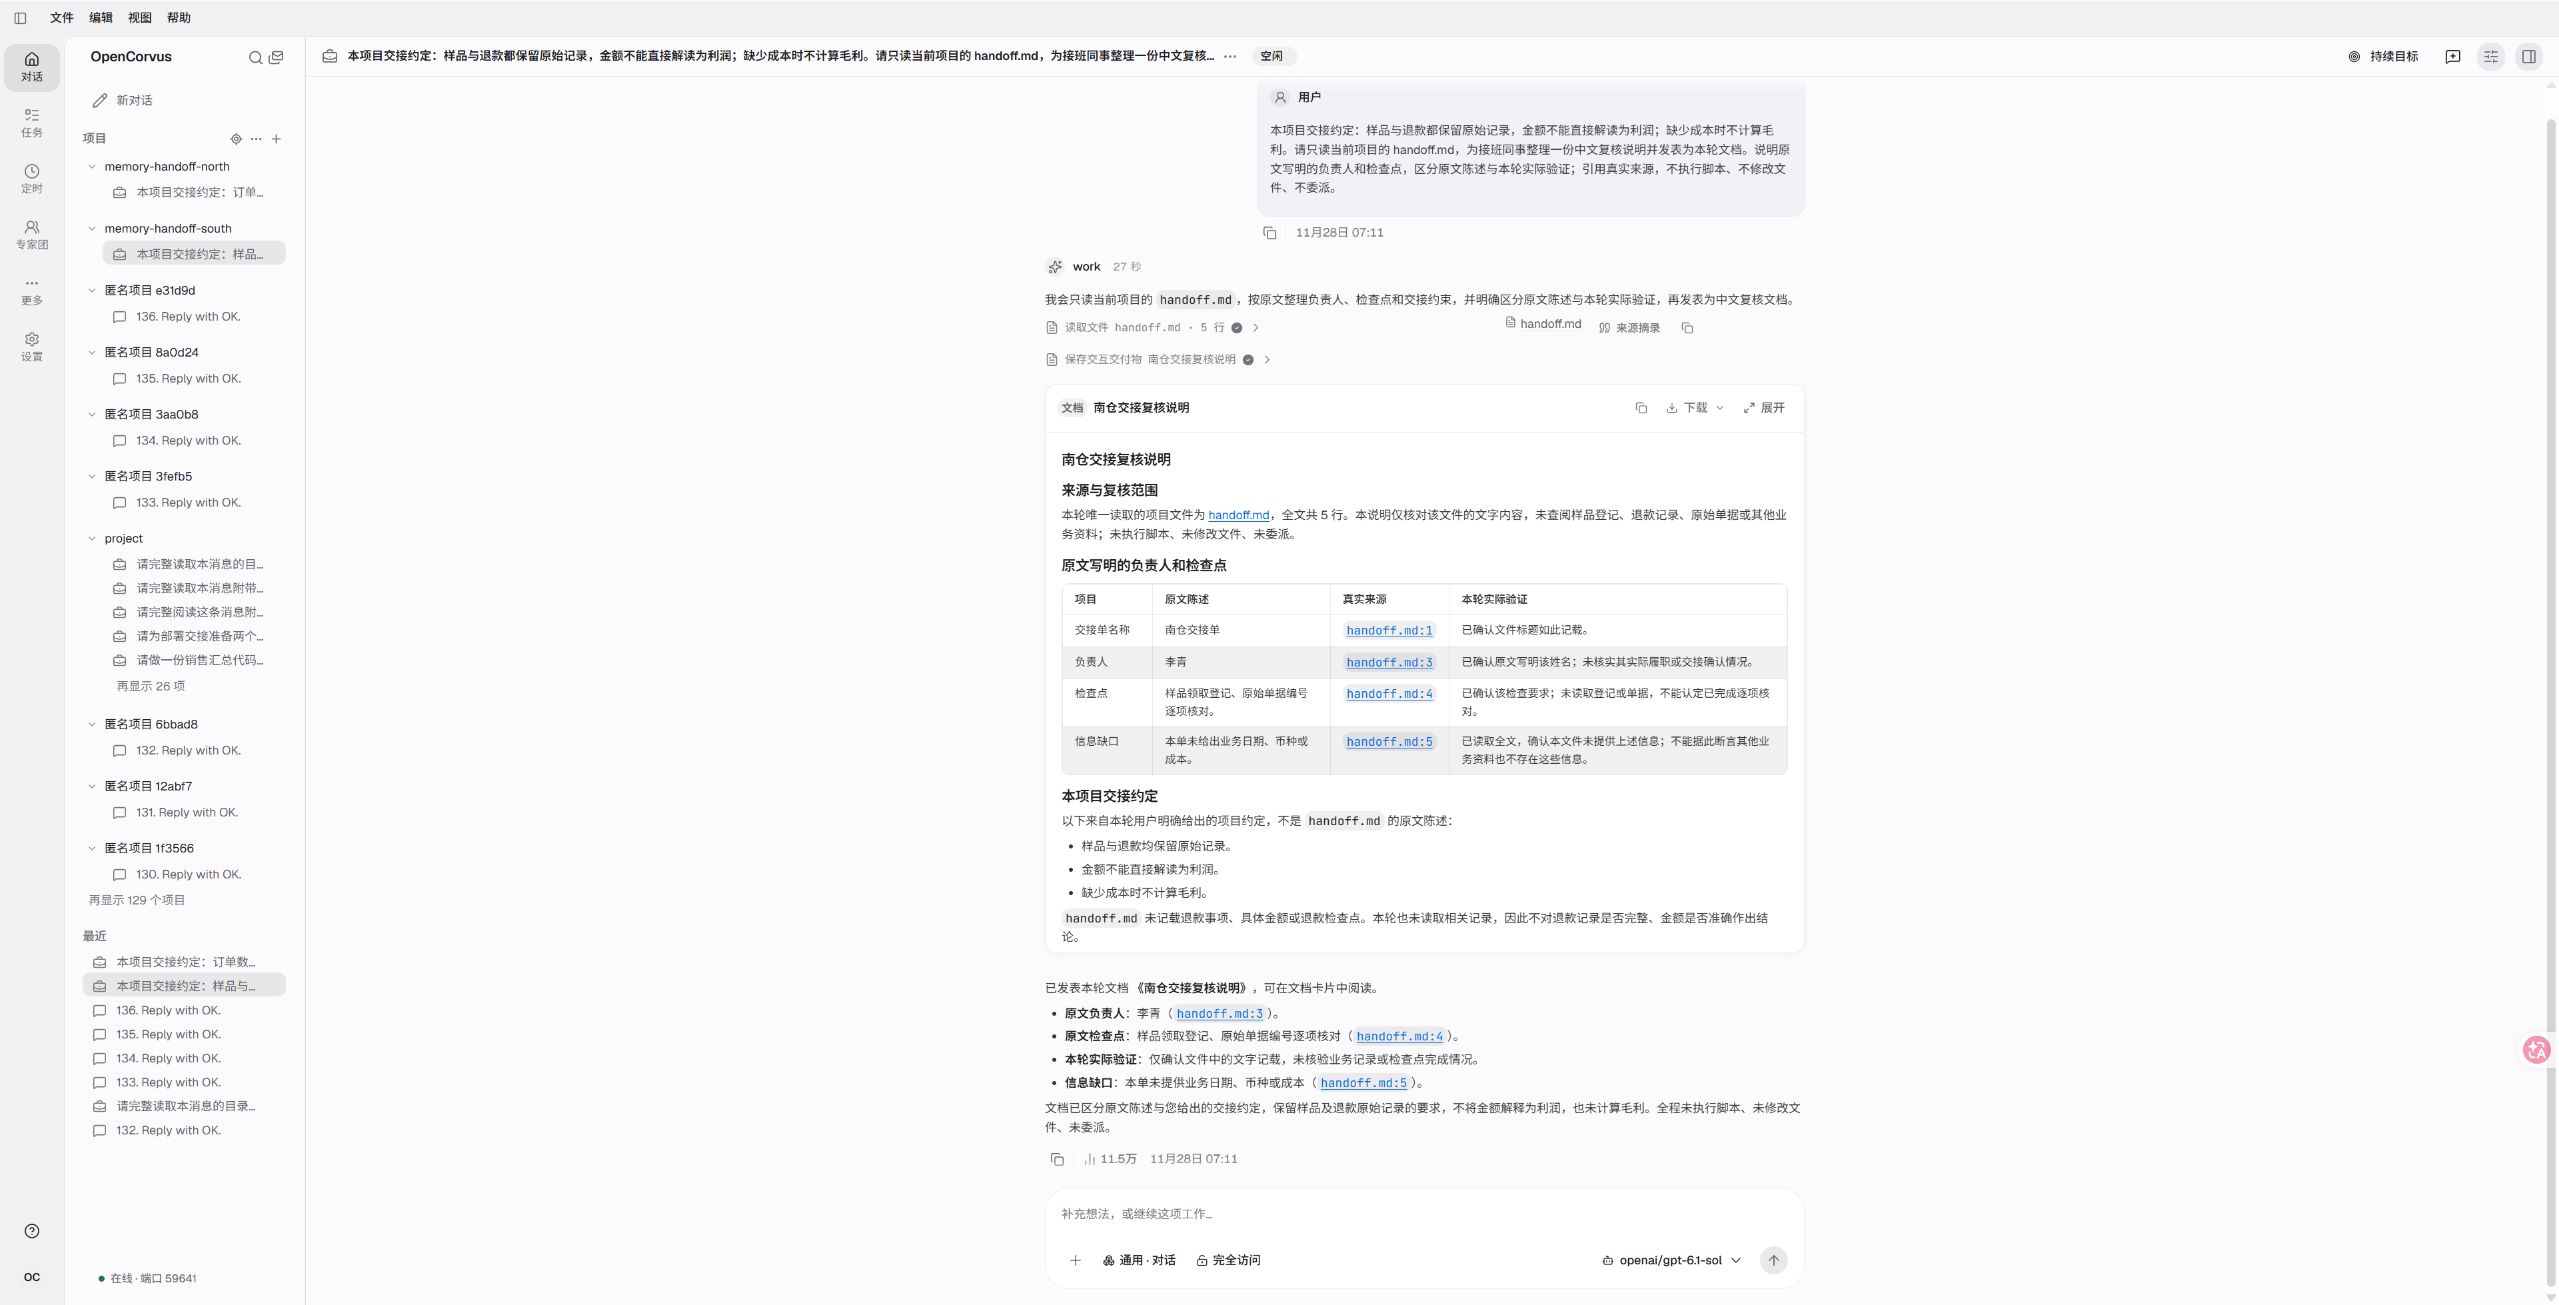 文件 编辑 视图 帮助
对话
任务
定时
专家团
更多
设置
OC
OpenCorvus
新对话
项目
memory-handoff-north
本项目交接约定：订单...
memory-handoff-south
本项目交接约定：样品...
匿名项目 e31d9d
136. Reply with OK.
匿名项目 8a0d24
135. Reply with OK.
匿名项目 3aa0b8
134. Reply with OK.
匿名项目 3fefb5
133. Reply with OK.
project
请完整读取本消息的目...
请完整读取本消息附带...
请完整阅读这条消息附...
请为部署交接准备两个...
请做一份销售汇总代码...
再显示 26 项
匿名项目 6bbad8
132. Reply with OK.
匿名项目 12abf7
131. Reply with OK.
匿名项目 1f3566
130. Reply with OK.
再显示 129 个项目
最近
本项目交接约定：订单数...
本项目交接约定：样品与...
136. Reply with OK.
135. Reply with OK.
134. Reply with OK.
133. Reply with OK.
请完整读取本消息的目录...
132. Reply with OK.
在线 · 端口 59641
本项目交接约定：样品与退款都保留原始记录，金额不能直接解读为利润；缺少成本时不计算毛利。请只读当前项目的 handoff.md，为接班同事整理一份中文复核... 空闲
持续目标
用户
本项目交接约定：样品与退款都保留原始记录，金额不能直接解读为利润；缺少成本时不计算毛
利。请只读当前项目的 handoff.md，为接班同事整理一份中文复核说明并发表为本轮文档。说明原
文写明的负责人和检查点，区分原文陈述与本轮实际验证；引用真实来源，不执行脚本、不修改文
件、不委派。
11月28日 07:11
work 27 秒
我会只读当前项目的 handoff.md，按原文整理负责人、检查点和交接约束，并明确区分原文陈述与本轮实际验证，再发表为中文复核文档。
读取文件 handoff.md · 5 行
handoff.md 来源摘录
保存交互交付物 南仓交接复核说明
文档 南仓交接复核说明 下载 展开
南仓交接复核说明
来源与复核范围
本轮唯一读取的项目文件为 handoff.md，全文共 5 行。本说明仅核对该文件的文字内容，未查阅样品登记、退款记录、原始单据或其他业
务资料；未执行脚本、未修改文件、未委派。
原文写明的负责人和检查点
项目 原文陈述 真实来源 本轮实际验证
交接单名称 南仓交接单 handoff.md:1 已确认文件标题如此记载。
负责人 李青 handoff.md:3 已确认原文写明该姓名；未核实其实际履职或交接确认情况。
检查点 样品领取登记、原始单据编号 handoff.md:4 已确认该检查要求；未读取登记或单据，不能认定已完成逐项核
逐项核对。 对。
信息缺口 本单未给出业务日期、币种或 handoff.md:5 已读取全文，确认本文件未提供上述信息；不能据此断言其他业
成本。 务资料也不存在这些信息。
本项目交接约定
以下来自本轮用户明确给出的项目约定，不是 handoff.md 的原文陈述：
• 样品与退款均保留原始记录。
• 金额不能直接解读为利润。
• 缺少成本时不计算毛利。
handoff.md 未记载退款事项、具体金额或退款检查点。本轮也未读取相关记录，因此不对退款记录是否完整、金额是否准确作出结
论。
已发表本轮文档《南仓交接复核说明》，可在文档卡片中阅读。
• 原文负责人：李青（handoff.md:3）。
• 原文检查点：样品领取登记、原始单据编号逐项核对（handoff.md:4）。
• 本轮实际验证：仅确认文件中的文字记载，未核验业务记录或检查点完成情况。
• 信息缺口：本单未提供业务日期、币种或成本（handoff.md:5）。
文档已区分原文陈述与您给出的交接约定，保留样品及退款原始记录的要求，不将金额解释为利润，也未计算毛利。全程未执行脚本、未修改文
件、未委派。
11.5万 11月28日 07:11
补充想法，或继续这项工作...
通用 · 对话 完全访问
openai/gpt-6.1-sol